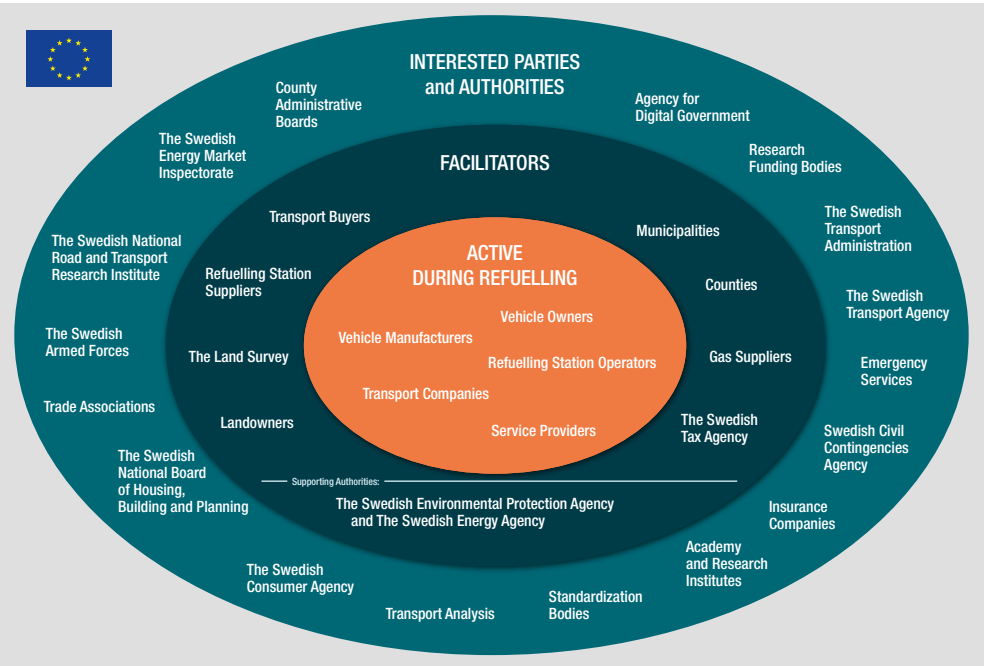 INTERESTED PARTIES
and AUTHORITIES
County
Administrative
Boards
Agency for
Digital Government
The Swedish
Energy Market
Inspectorate
Research
Funding Bodies
FACILITATORS
Transport Buyers
Municipalities
The Swedish
Transport
Administration
The Swedish National
Road and Transport
Research Institute
Refuelling Station
Suppliers
ACTIVE
DURING REFUELLING
Counties
The Swedish
Transport Agency
Vehicle Owners
Vehicle Manufacturers
The Swedish
Armed Forces
The Land Survey
Refuelling Station Operators
Gas Suppliers
Emergency
Services
Transport Companies
Trade Associations
Landowners
Service Providers
The Swedish
Tax Agency
Swedish Civil
Contingencies
Agency
The Swedish
National Board
of Housing,
Building and Planning
Supporting Authorities:
The Swedish Environmental Protection Agency
and The Swedish Energy Agency
Insurance
Companies
Academy
and Research
Institutes
The Swedish
Consumer Agency
Transport Analysis
Standardization
Bodies